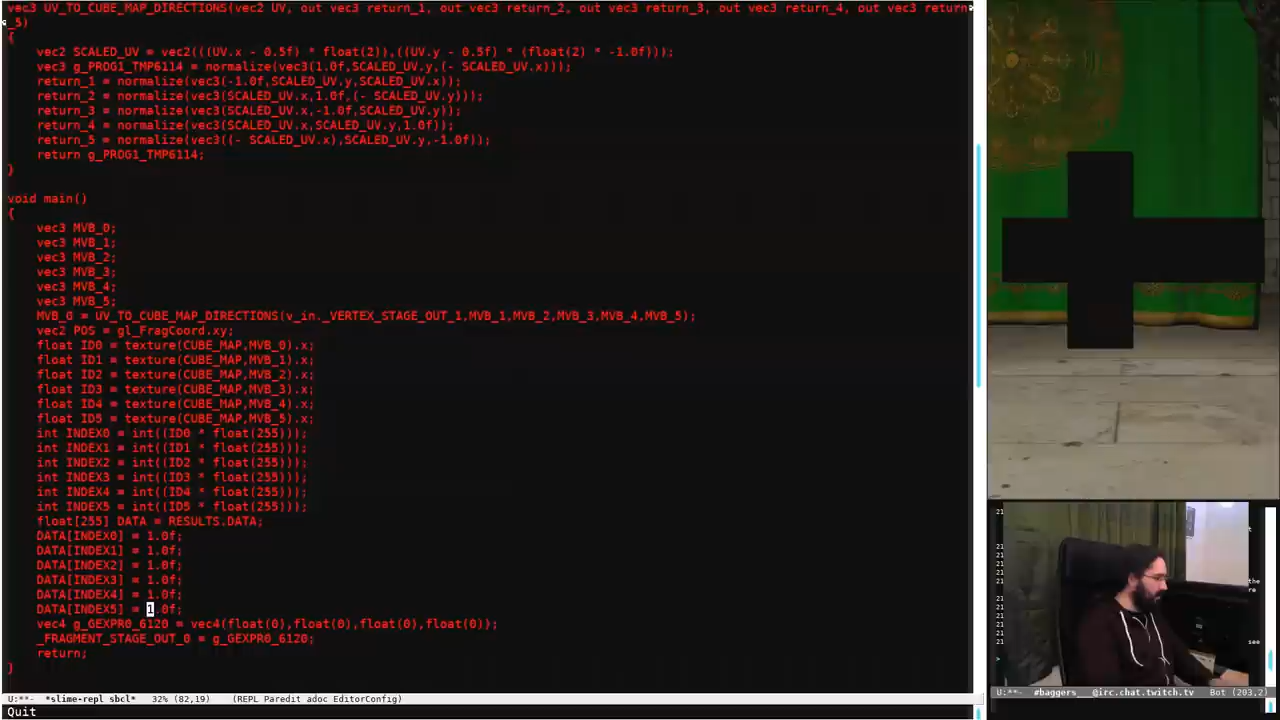 vec3 UV_TO_CUBE_MAP_DIRECTIONS(vec2 UV, out vec3 return_1, out vec3 return_2, out vec3 return_3, out vec3 return_4, out vec3 return
_5)
{
    vec2 SCALED_UV = vec2(((UV.x - 0.5f) * float(2)),((UV.y - 0.5f) * (float(2) * -1.0f)));
    vec3 g_PROG1_TMP6114 = normalize(vec3(1.0f,SCALED_UV.y,(- SCALED_UV.x)));
    return_1 = normalize(vec3(-1.0f,SCALED_UV.y,SCALED_UV.x));
    return_2 = normalize(vec3(SCALED_UV.x,1.0f,(- SCALED_UV.y)));
    return_3 = normalize(vec3(SCALED_UV.x,-1.0f,SCALED_UV.y));
    return_4 = normalize(vec3(SCALED_UV.x,SCALED_UV.y,1.0f));
    return_5 = normalize(vec3((- SCALED_UV.x),SCALED_UV.y,-1.0f));
    return g_PROG1_TMP6114;
}
void main()
{
    vec3 MVB_0;
    vec3 MVB_1;
    vec3 MVB_2;
    vec3 MVB_3;
    vec3 MVB_4;
    vec3 MVB_5;
    MVB_0 = UV_TO_CUBE_MAP_DIRECTIONS(v_in._VERTEX_STAGE_OUT_1,MVB_1,MVB_2,MVB_3,MVB_4,MVB_5);
    vec2 POS = gl_FragCoord.xy;
    float ID0 = texture(CUBE_MAP,MVB_0).x;
    float ID1 = texture(CUBE_MAP,MVB_1).x;
    float ID2 = texture(CUBE_MAP,MVB_2).x;
    float ID3 = texture(CUBE_MAP,MVB_3).x;
    float ID4 = texture(CUBE_MAP,MVB_4).x;
    float ID5 = texture(CUBE_MAP,MVB_5).x;
    int INDEX0 = int((ID0 * float(255)));
    int INDEX1 = int((ID1 * float(255)));
    int INDEX2 = int((ID2 * float(255)));
    int INDEX3 = int((ID3 * float(255)));
    int INDEX4 = int((ID4 * float(255)));
    int INDEX5 = int((ID5 * float(255)));
    float[255] DATA = RESULTS.DATA;
    DATA[INDEX0] = 1.0f;
    DATA[INDEX1] = 1.0f;
    DATA[INDEX2] = 1.0f;
    DATA[INDEX3] = 1.0f;
    DATA[INDEX4] = 1.0f;
    DATA[INDEX5] = 1.0f;
    vec4 g_GEXPR0_6120 = vec4(float(0),float(0),float(0),float(0));
    _FRAGMENT_STAGE_OUT_0 = g_GEXPR0_6120;
    return;
}
U:**-  *slime-repl sbcl*   32% (82,19)    (REPL Paredit adoc EditorConfig)
Quit
U:**-  #baggers  _@irc.chat.twitch.tv   Bot (203,2)